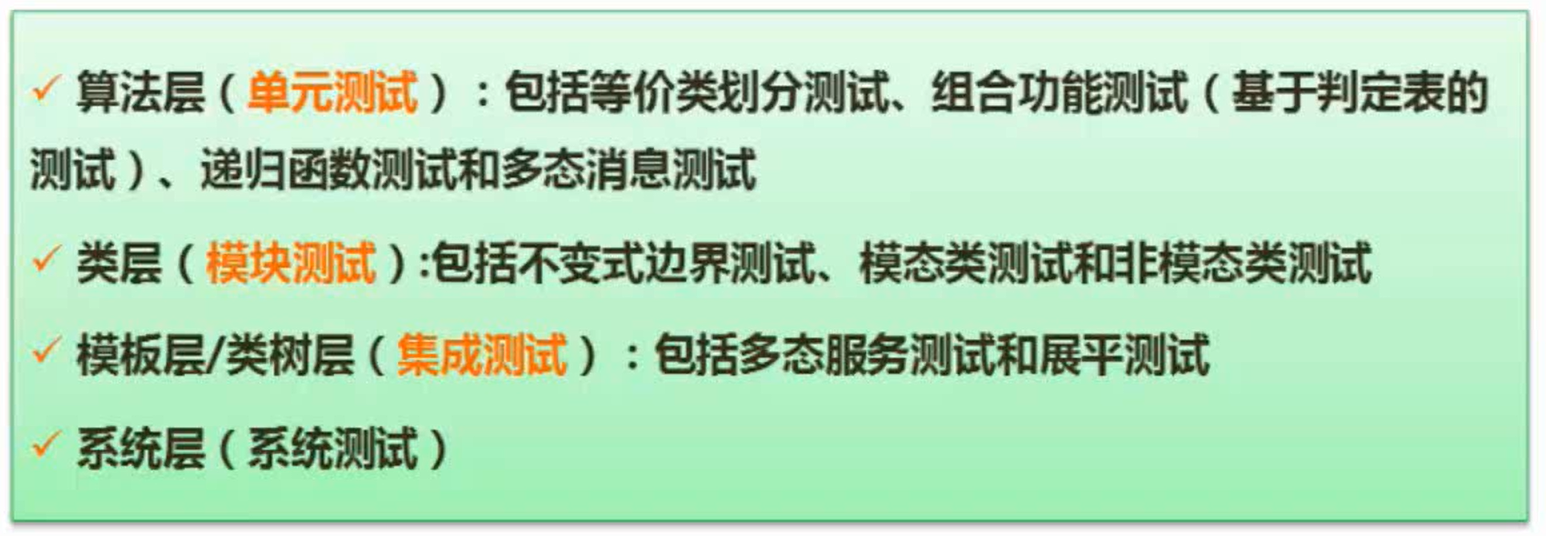 ✓ 算法层（单元测试）：包括等价类划分测试、组合功能测试（基于判定表的
测试）、递归函数测试和多态消息测试
✓ 类层（模块测试）:包括不变式边界测试、模态类测试和非模态类测试
✓ 模板层/类树层（集成测试）：包括多态服务测试和展平测试
✓ 系统层（系统测试）